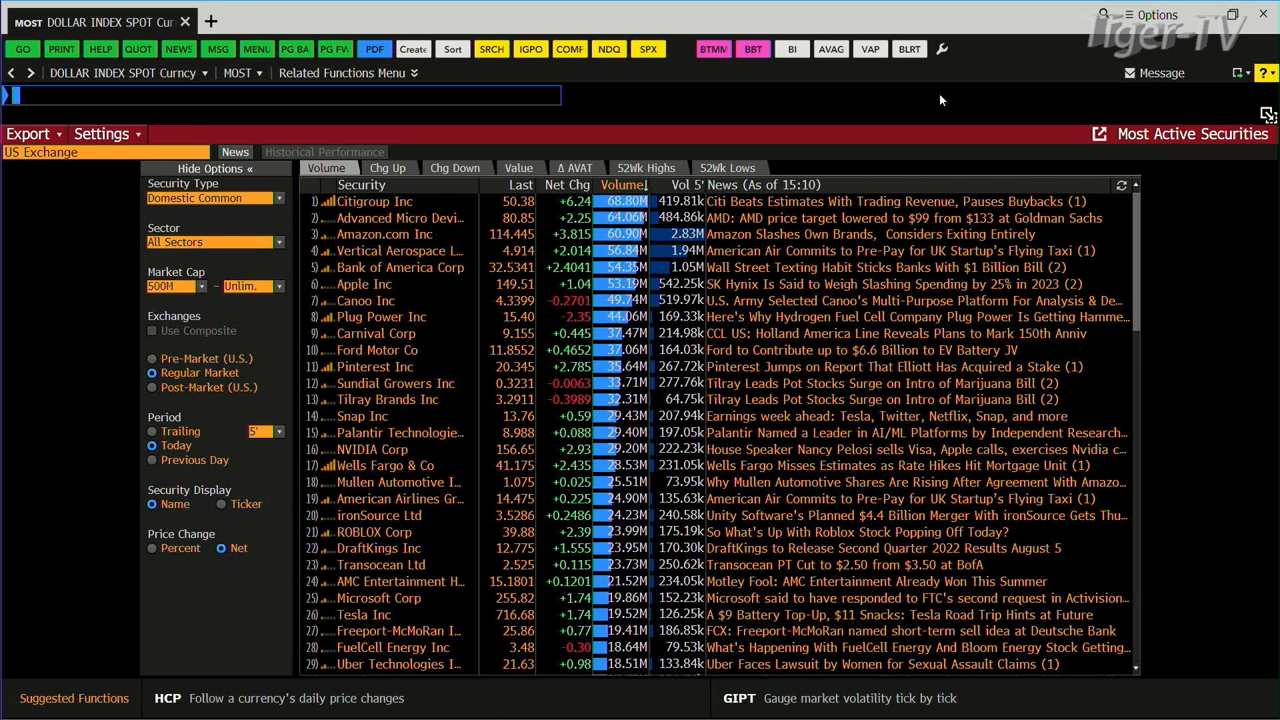 MOST DOLLAR INDEX SPOT Cur
Options
Tiger-TV
GO PRINT HELP QUOT NEWS MSG MENU PG BA PG FW PDF Create Sort SRCH IGPO COMF NDQ SPX BTMM BBT BI AVAG VAP BLRT
DOLLAR INDEX SPOT Curncy MOST Related Functions Menu Message ?
Export Settings Most Active Securities
US Exchange News Historical Performance
Hide Options « Volume Chg Up Chg Down Value Δ AVAT 52Wk Highs 52Wk Lows
Security Last Net Chg Volume↓ Vol 5' News (As of 15:10)
Security Type
Domestic Common
Sector
All Sectors
Market Cap
500M – Unlim.
Exchanges
Use Composite
Pre-Market (U.S.)
Regular Market
Post-Market (U.S.)
Period
Trailing 5'
Today
Previous Day
Security Display
Name Ticker
Price Change
Percent Net
1) Citigroup Inc 50.38 +6.24 68.80M 419.81k Citi Beats Estimates With Trading Revenue, Pauses Buybacks (1)
2) Advanced Micro Devi... 80.85 +2.25 64.06M 484.86k AMD: AMD price target lowered to $99 from $133 at Goldman Sachs
3) Amazon.com Inc 114.445 +3.815 60.90M 2.83M Amazon Slashes Own Brands, Considers Exiting Entirely
4) Vertical Aerospace L... 4.914 +2.014 56.84M 1.94M American Air Commits to Pre-Pay for UK Startup's Flying Taxi (1)
5) Bank of America Corp 32.5341 +2.4041 54.35M 1.05M Wall Street Texting Habit Sticks Banks With $1 Billion Bill (2)
6) Apple Inc 149.51 +1.04 53.19M 542.25k SK Hynix Is Said to Weigh Slashing Spending by 25% in 2023 (2)
7) Canoo Inc 4.3399 -0.2701 49.74M 519.97k U.S. Army Selected Canoo's Multi-Purpose Platform For Analysis & De...
8) Plug Power Inc 15.40 -2.35 44.06M 169.33k Here's Why Hydrogen Fuel Cell Company Plug Power Is Getting Hamme...
9) Carnival Corp 9.155 +0.445 37.47M 214.98k CCL US: Holland America Line Reveals Plans to Mark 150th Anniv
10) Ford Motor Co 11.8552 +0.4652 37.06M 164.03k Ford to Contribute up to $6.6 Billion to EV Battery JV
11) Pinterest Inc 20.345 +2.785 35.64M 267.72k Pinterest Jumps on Report That Elliott Has Acquired a Stake (1)
12) Sundial Growers Inc 0.3231 -0.0063 33.71M 277.76k Tilray Leads Pot Stocks Surge on Intro of Marijuana Bill (2)
13) Tilray Brands Inc 3.2911 -0.3989 32.31M 64.75k Tilray Leads Pot Stocks Surge on Intro of Marijuana Bill (2)
14) Snap Inc 13.76 +0.59 29.43M 207.94k Earnings week ahead: Tesla, Twitter, Netflix, Snap, and more
15) Palantir Technologie... 8.988 +0.088 29.40M 197.05k Palantir Named a Leader in AI/ML Platforms by Independent Research...
16) NVIDIA Corp 156.65 +2.93 29.20M 222.23k House Speaker Nancy Pelosi sells Visa, Apple calls, exercises Nvidia c...
17) Wells Fargo & Co 41.175 +2.435 28.53M 231.05k Wells Fargo Misses Estimates as Rate Hikes Hit Mortgage Unit (1)
18) Mullen Automotive I... 1.075 +0.025 25.51M 73.95k Why Mullen Automotive Shares Are Rising After Agreement With Amazo...
19) American Airlines Gr... 14.475 +0.225 24.90M 135.63k American Air Commits to Pre-Pay for UK Startup's Flying Taxi (1)
20) ironSource Ltd 3.5286 +0.2486 24.23M 240.58k Unity Software's Planned $4.4 Billion Merger With ironSource Gets Thu...
21) ROBLOX Corp 39.88 +2.39 23.99M 175.19k So What's Up With Roblox Stock Popping Off Today?
22) DraftKings Inc 12.775 +1.555 23.95M 170.30k DraftKings to Release Second Quarter 2022 Results August 5
23) Transocean Ltd 2.525 +0.115 23.73M 250.62k Transocean PT Cut to $2.50 from $3.50 at BofA
24) AMC Entertainment H... 15.1801 +0.1201 21.52M 234.05k Motley Fool: AMC Entertainment Already Won This Summer
25) Microsoft Corp 255.82 +1.74 19.86M 152.23k Microsoft said to have responded to FTC's second request in Activision...
26) Tesla Inc 716.68 +1.74 19.52M 126.25k A $9 Battery Top-Up, $11 Snacks: Tesla Road Trip Hints at Future
27) Freeport-McMoRan I... 25.86 +0.77 19.41M 186.85k FCX: Freeport-McMoRan named short-term sell idea at Deutsche Bank
28) FuelCell Energy Inc 3.48 -0.30 18.64M 79.53k What's Happening With FuelCell Energy And Bloom Energy Stock Getting...
29) Uber Technologies I... 21.63 +0.98 18.51M 133.84k Uber Faces Lawsuit by Women for Sexual Assault Claims (1)
Suggested Functions HCP Follow a currency's daily price changes GIPT Gauge market volatility tick by tick